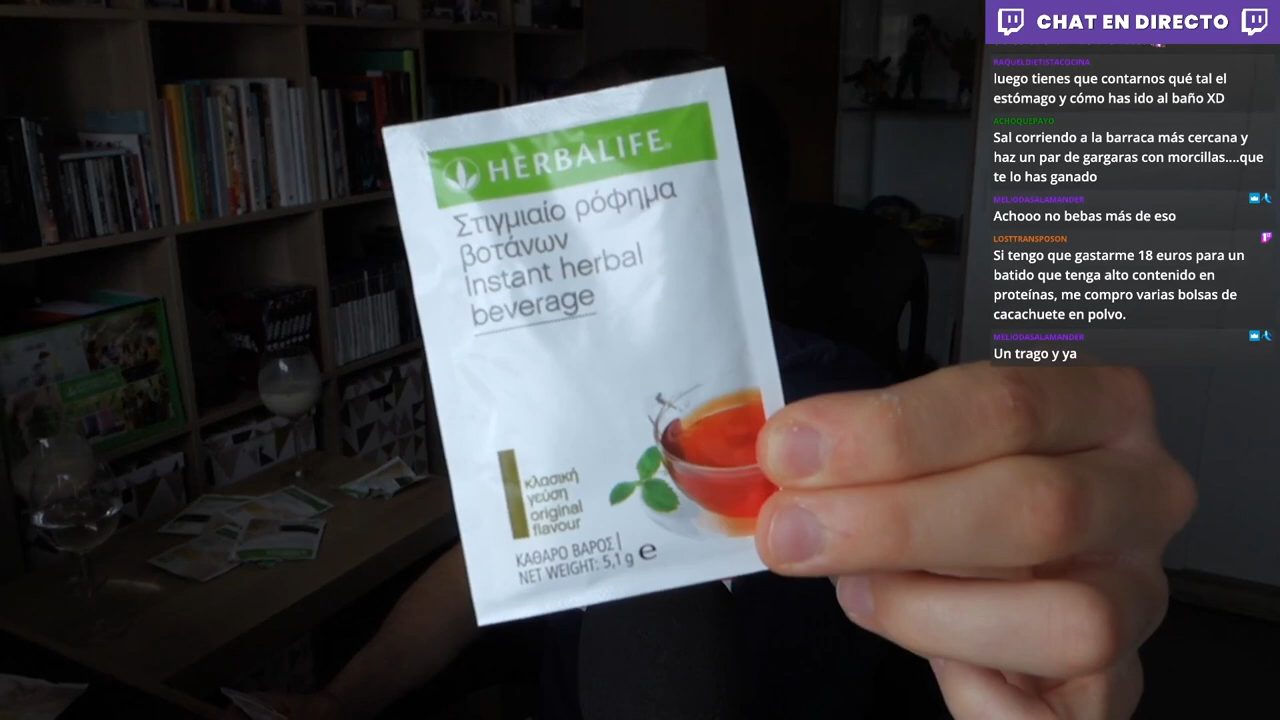 HERBALIFE
Στιγμιαίο ρόφημα
βοτάνων
Instant herbal
beverage
κλασική
γεύση
original
flavour
ΚΑΘΑΡΟ ΒΑΡΟΣ|
NET WEIGHT: 5,1 g e
CHAT EN DIRECTO
RAQUELDIETISTACOCINA
luego tienes que contarnos qué tal el
estómago y cómo has ido al baño XD
ACHOQUEPAYO
Sal corriendo a la barraca más cercana y
haz un par de gargaras con morcillas....que
te lo has ganado
MELIODASALAMANDER
Achooo no bebas más de eso
LOSTTRANSPOSON
Si tengo que gastarme 18 euros para un
batido que tenga alto contenido en
proteínas, me compro varias bolsas de
cacachuete en polvo.
MELIODASALAMANDER
Un trago y ya